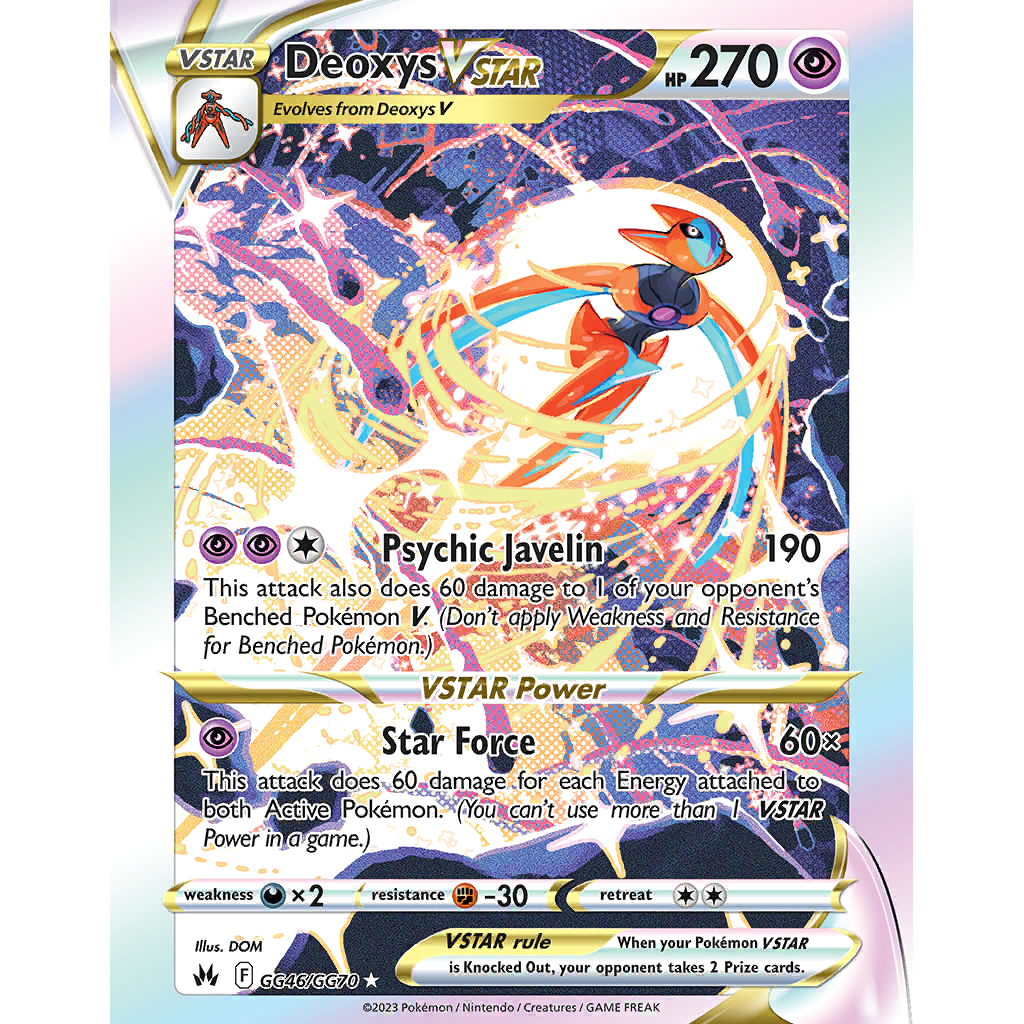 VSTAR
Deoxys VSTAR
HP 270
Evolves from Deoxys V
Psychic Javelin 190
This attack also does 60 damage to 1 of your opponent's
Benched Pokémon V. (Don't apply Weakness and Resistance
for Benched Pokémon.)
VSTAR Power
Star Force 60×
This attack does 60 damage for each Energy attached to
both Active Pokémon. (You can't use more than 1 VSTAR
Power in a game.)
weakness ×2 resistance -30 retreat
Illus. DOM
F GG46/GG70
VSTAR rule When your Pokémon VSTAR
is Knocked Out, your opponent takes 2 Prize cards.
©2023 Pokémon / Nintendo / Creatures / GAME FREAK